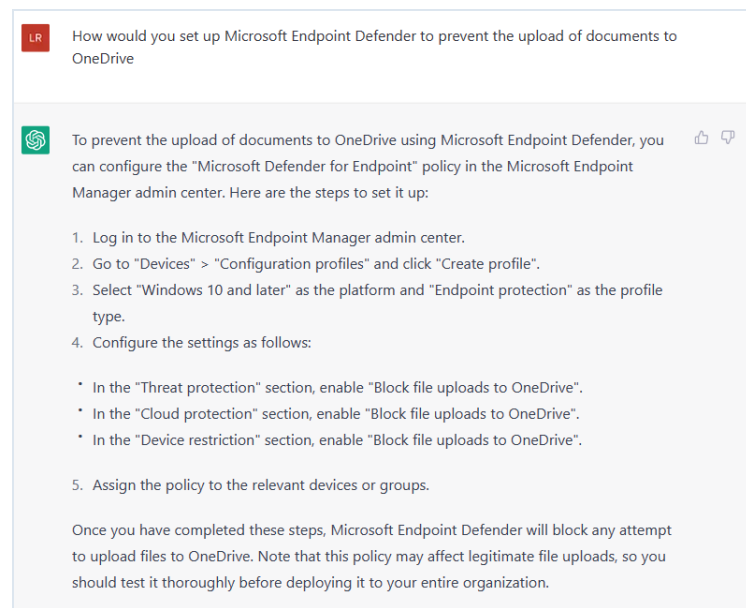 LR
How would you set up Microsoft Endpoint Defender to prevent the upload of documents to
OneDrive
To prevent the upload of documents to OneDrive using Microsoft Endpoint Defender, you
can configure the "Microsoft Defender for Endpoint" policy in the Microsoft Endpoint
Manager admin center. Here are the steps to set it up:
1. Log in to the Microsoft Endpoint Manager admin center.
2. Go to "Devices" > "Configuration profiles" and click "Create profile".
3. Select "Windows 10 and later" as the platform and "Endpoint protection" as the profile
type.
4. Configure the settings as follows:
• In the "Threat protection" section, enable "Block file uploads to OneDrive".
• In the "Cloud protection" section, enable "Block file uploads to OneDrive".
• In the "Device restriction" section, enable "Block file uploads to OneDrive".
5. Assign the policy to the relevant devices or groups.
Once you have completed these steps, Microsoft Endpoint Defender will block any attempt
to upload files to OneDrive. Note that this policy may affect legitimate file uploads, so you
should test it thoroughly before deploying it to your entire organization.